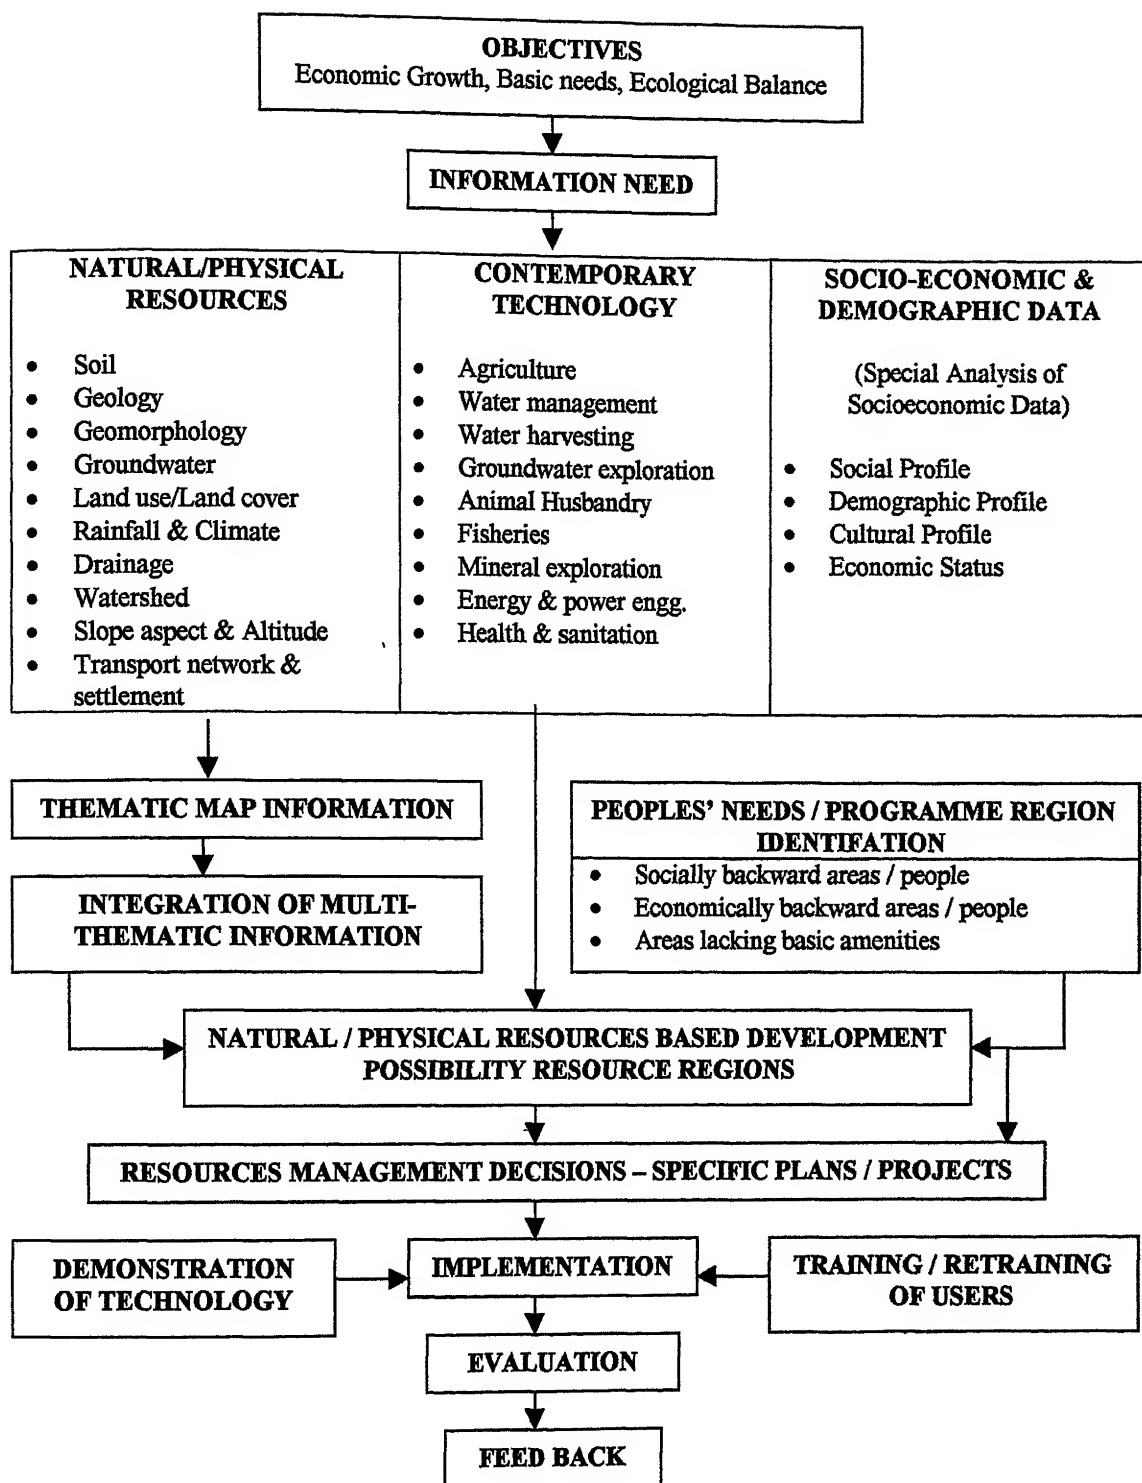 OBJECTIVES
Economic Growth, Basic needs, Ecological Balance
INFORMATION NEED
NATURAL/PHYSICAL
RESOURCES
• Soil
• Geology
• Geomorphology
• Groundwater
• Land use/Land cover
• Rainfall & Climate
• Drainage
• Watershed
• Slope aspect & Altitude
• Transport network &
settlement
CONTEMPORARY
TECHNOLOGY
• Agriculture
• Water management
• Water harvesting
• Groundwater exploration
• Animal Husbandry
• Fisheries
• Mineral exploration
• Energy & power engg.
• Health & sanitation
SOCIO-ECONOMIC &
DEMOGRAPHIC DATA
(Special Analysis of
Socioeconomic Data)
• Social Profile
• Demographic Profile
• Cultural Profile
• Economic Status
THEMATIC MAP INFORMATION
INTEGRATION OF MULTI-
THEMATIC INFORMATION
PEOPLES' NEEDS / PROGRAMME REGION
IDENTIFATION
• Socially backward areas / people
• Economically backward areas / people
• Areas lacking basic amenities
NATURAL / PHYSICAL RESOURCES BASED DEVELOPMENT
POSSIBILITY RESOURCE REGIONS
RESOURCES MANAGEMENT DECISIONS – SPECIFIC PLANS / PROJECTS
DEMONSTRATION
OF TECHNOLOGY
IMPLEMENTATION
TRAINING / RETRAINING
OF USERS
EVALUATION
FEED BACK